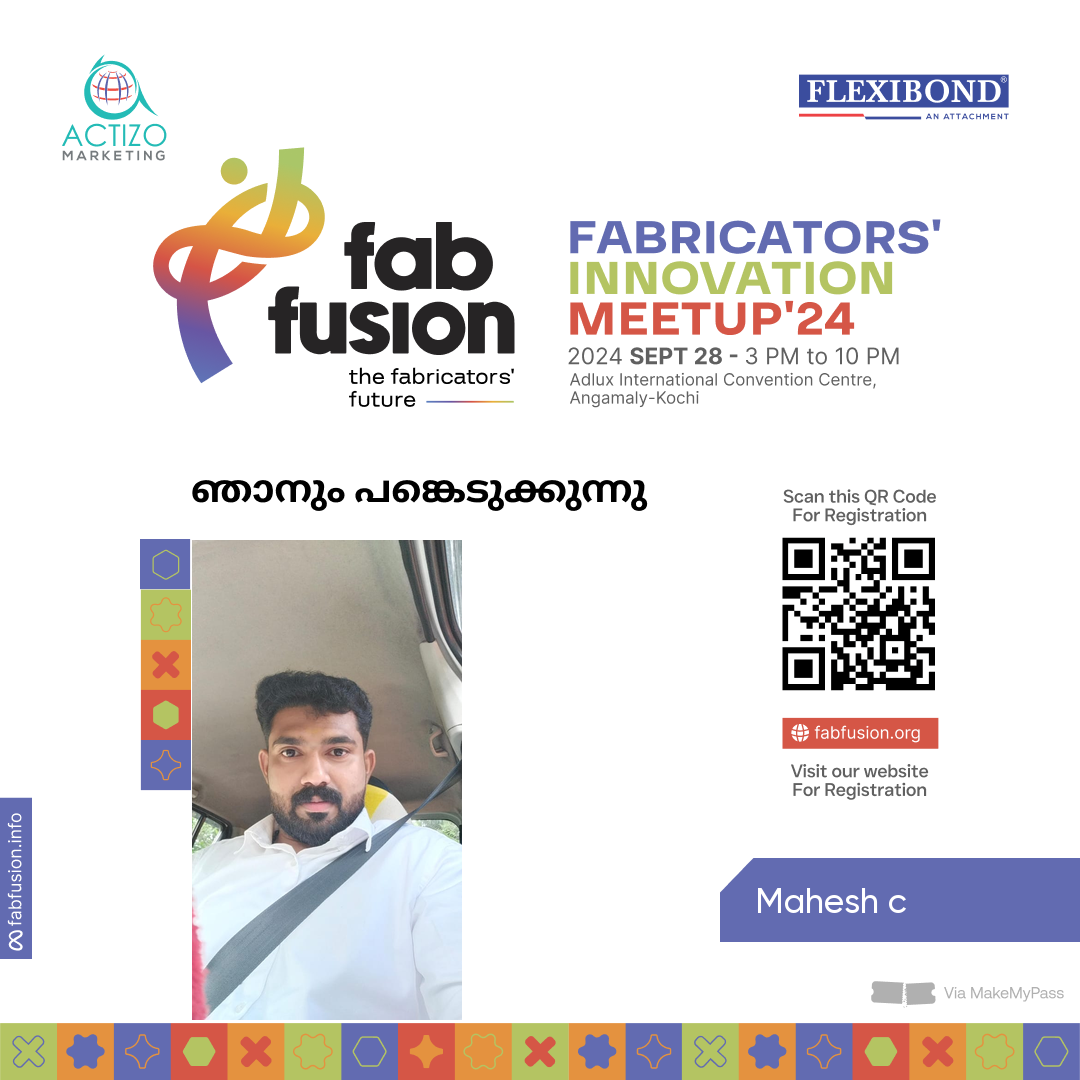 ACTIZO
MARKETING
FLEXIBOND®
AN ATTACHMENT
fab
fusion
the fabricators'
future
FABRICATORS'
INNOVATION
MEETUP'24
2024 SEPT 28 - 3 PM to 10 PM
Adlux International Convention Centre,
Angamaly-Kochi
ഞാനും പങ്കെടുക്കുന്നു
Scan this QR Code
For Registration
fabfusion.org
Visit our website
For Registration
fabfusion.info
Mahesh c
Via MakeMyPass